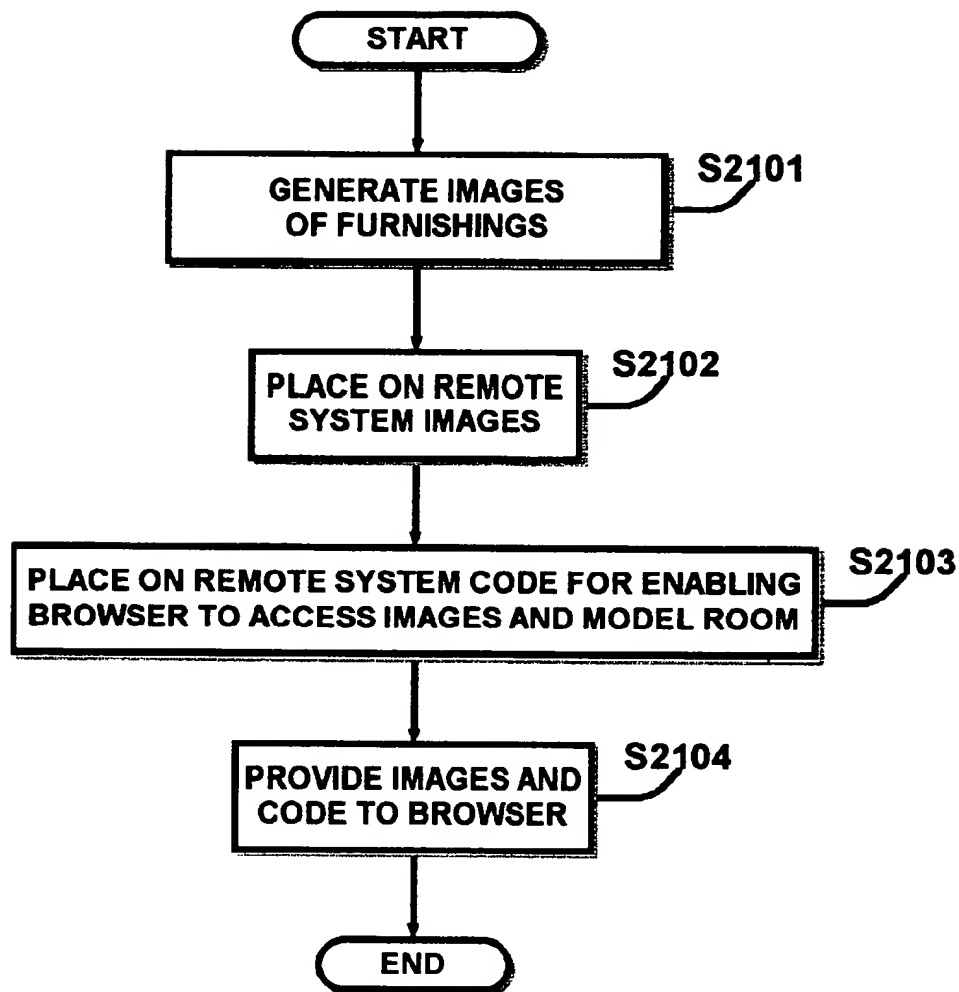 START
GENERATE IMAGES
OF FURNISHINGS
S2101
PLACE ON REMOTE
SYSTEM IMAGES
S2102
PLACE ON REMOTE SYSTEM CODE FOR ENABLING
BROWSER TO ACCESS IMAGES AND MODEL ROOM
S2103
PROVIDE IMAGES AND
CODE TO BROWSER
S2104
END